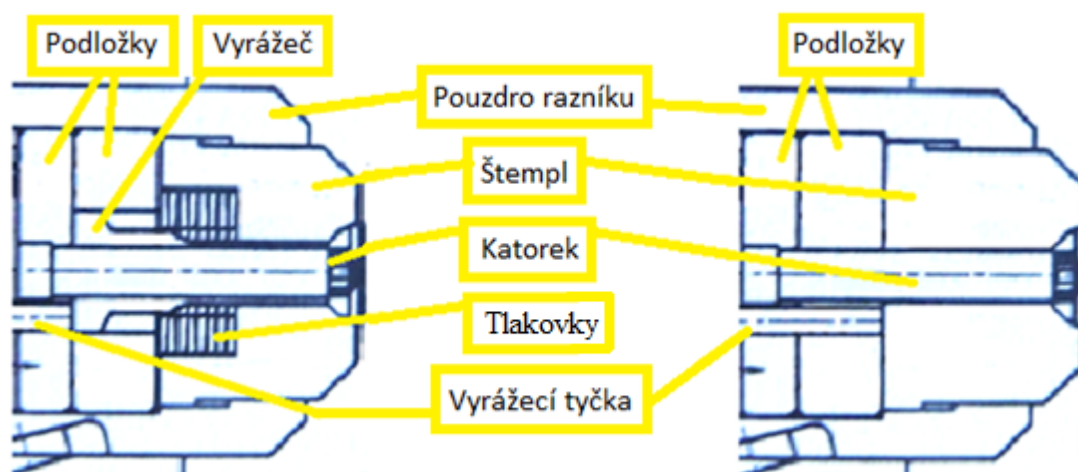 Podložky
Vyrážeč
Podložky
Pouzdro razníku
Štempl
Katorek
Tlakovky
Vyrážecí tyčka